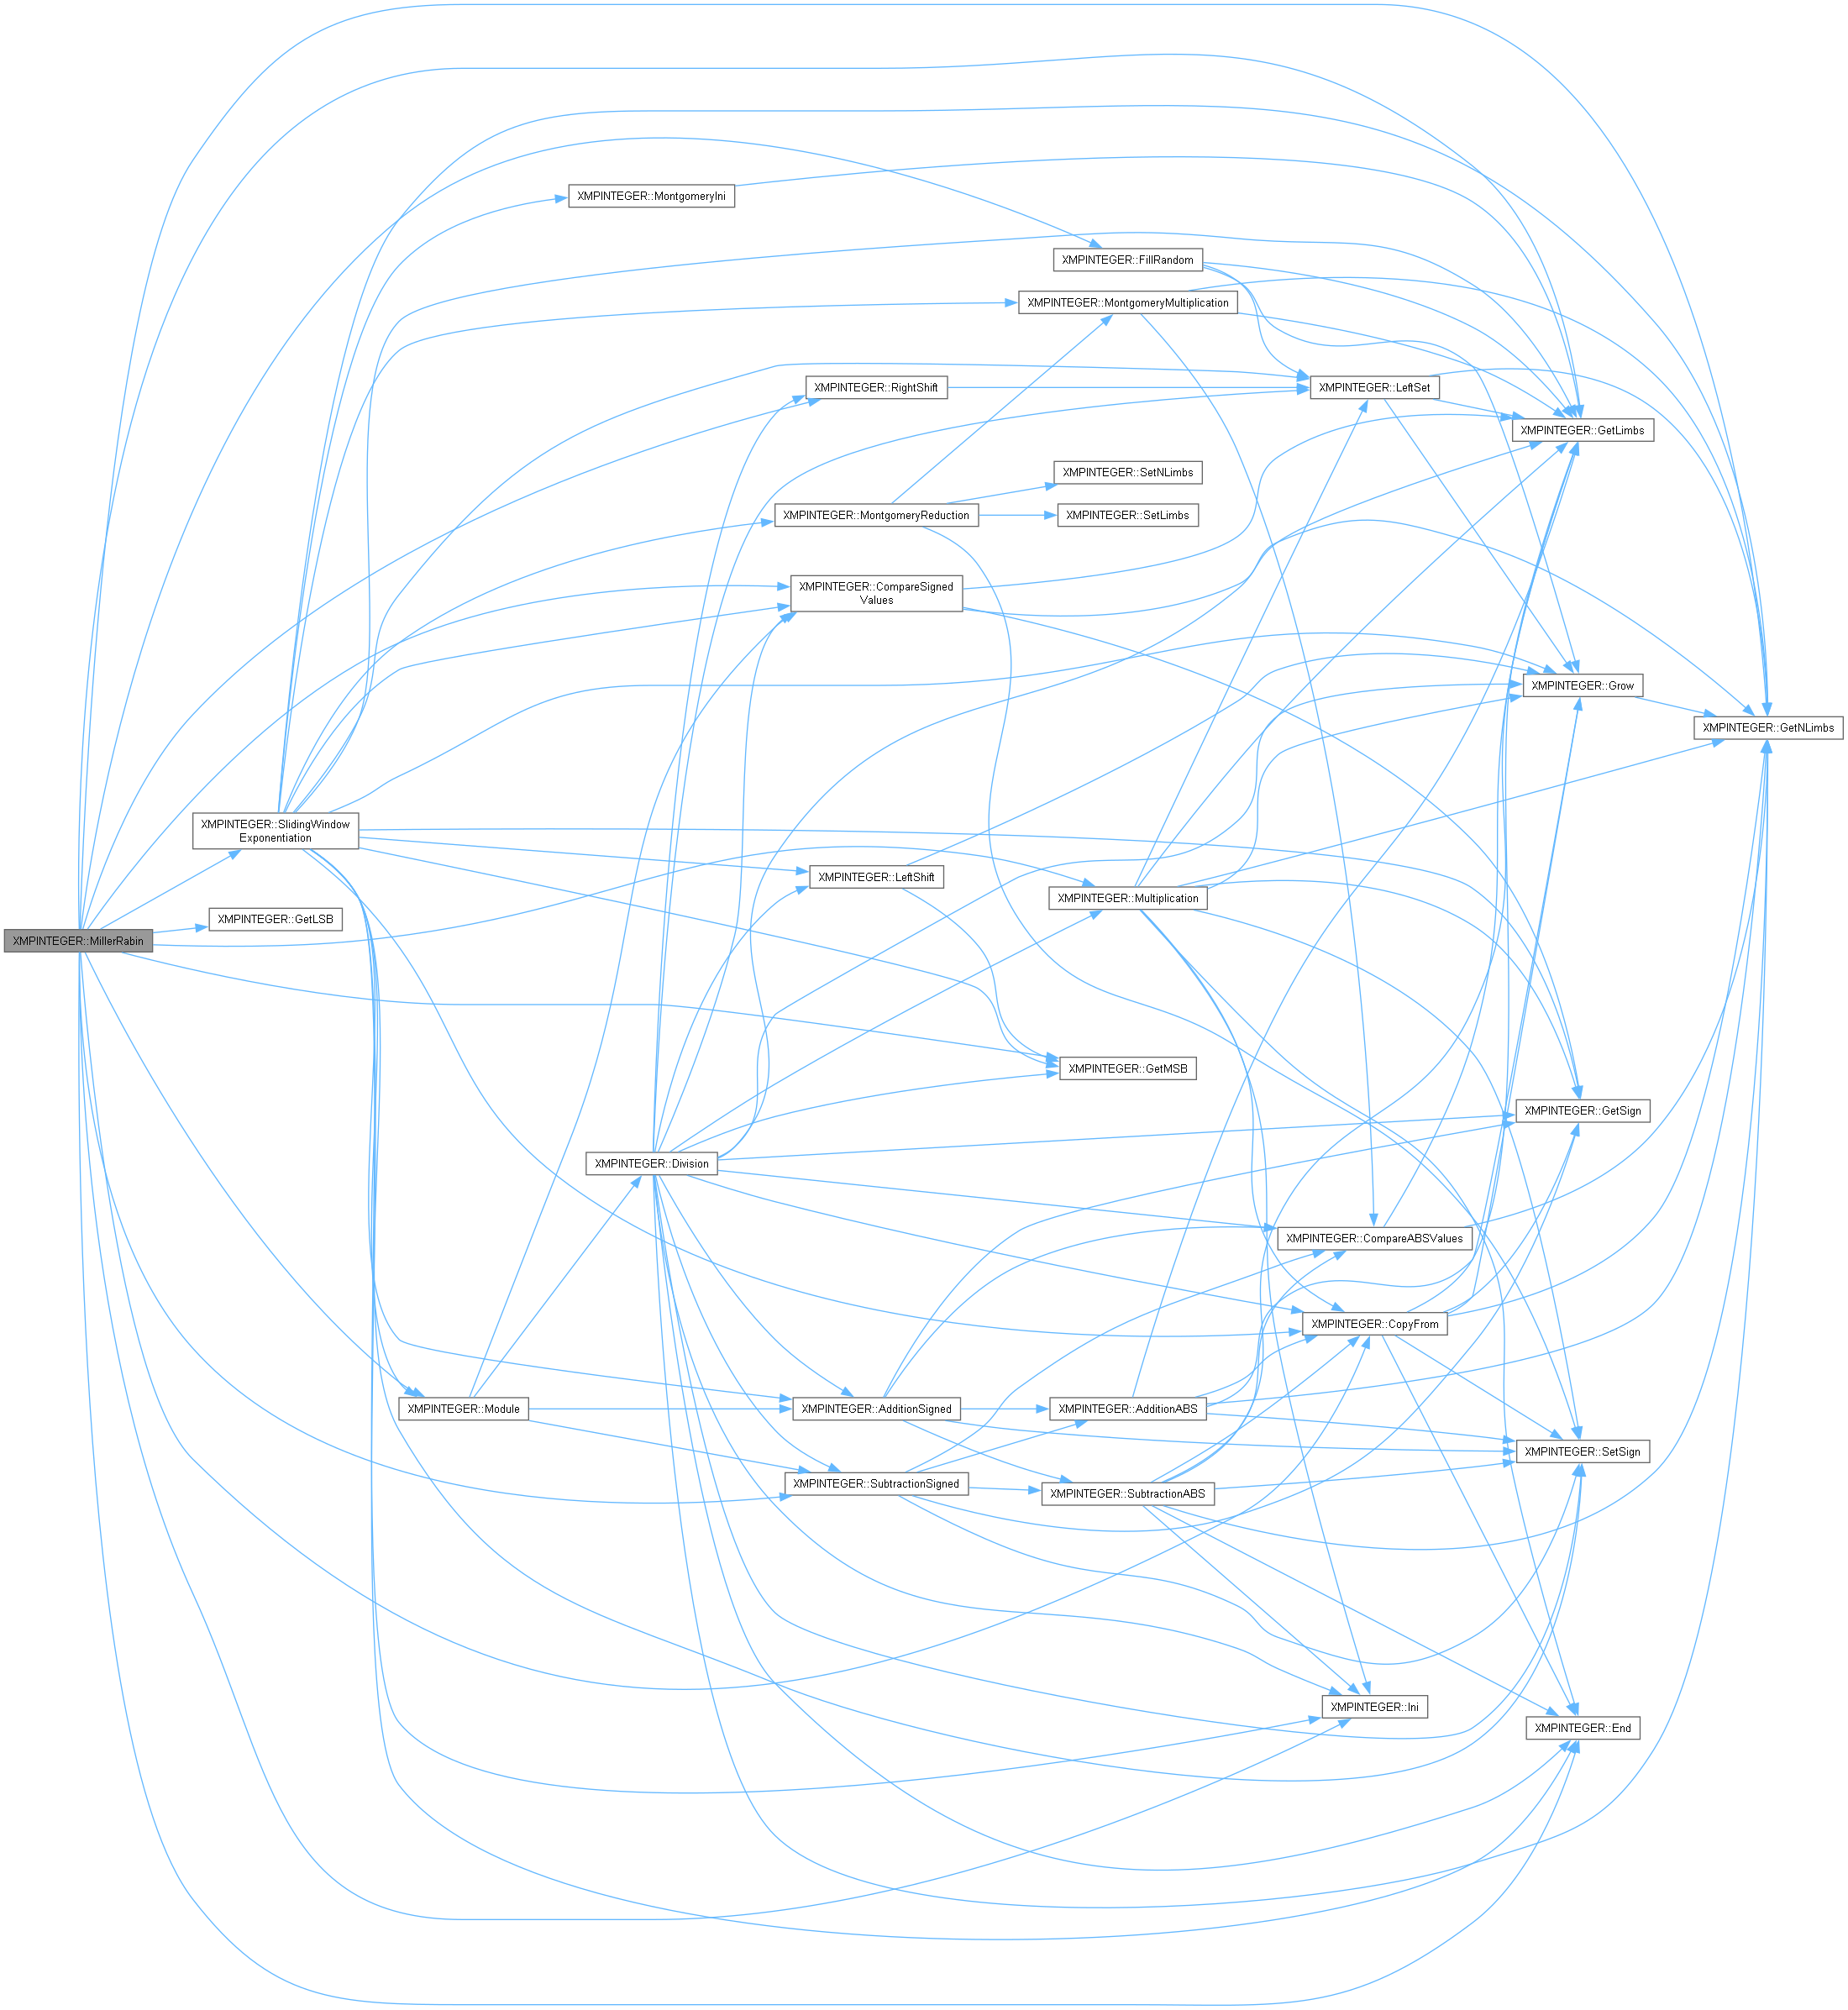 XMPINTEGER::MontgomeryIni
XMPINTEGER::FillRandom
XMPINTEGER::MontgomeryMultiplication
XMPINTEGER::RightShift
XMPINTEGER::LeftSet
XMPINTEGER::GetLimbs
XMPINTEGER::SetNLimbs
XMPINTEGER::MontgomeryReduction
XMPINTEGER::SetLimbs
XMPINTEGER::CompareSigned
Values
XMPINTEGER::Grow
XMPINTEGER::GetNLimbs
XMPINTEGER::SlidingWindow
Exponentiation
XMPINTEGER::LeftShift
XMPINTEGER::Multiplication
XMPINTEGER::GetLSB
XMPINTEGER::MillerRabin
XMPINTEGER::GetMSB
XMPINTEGER::GetSign
XMPINTEGER::Division
XMPINTEGER::CompareABSValues
XMPINTEGER::CopyFrom
XMPINTEGER::Module
XMPINTEGER::AdditionSigned
XMPINTEGER::AdditionABS
XMPINTEGER::SetSign
XMPINTEGER::SubtractionSigned
XMPINTEGER::SubtractionABS
XMPINTEGER::Ini
XMPINTEGER::End